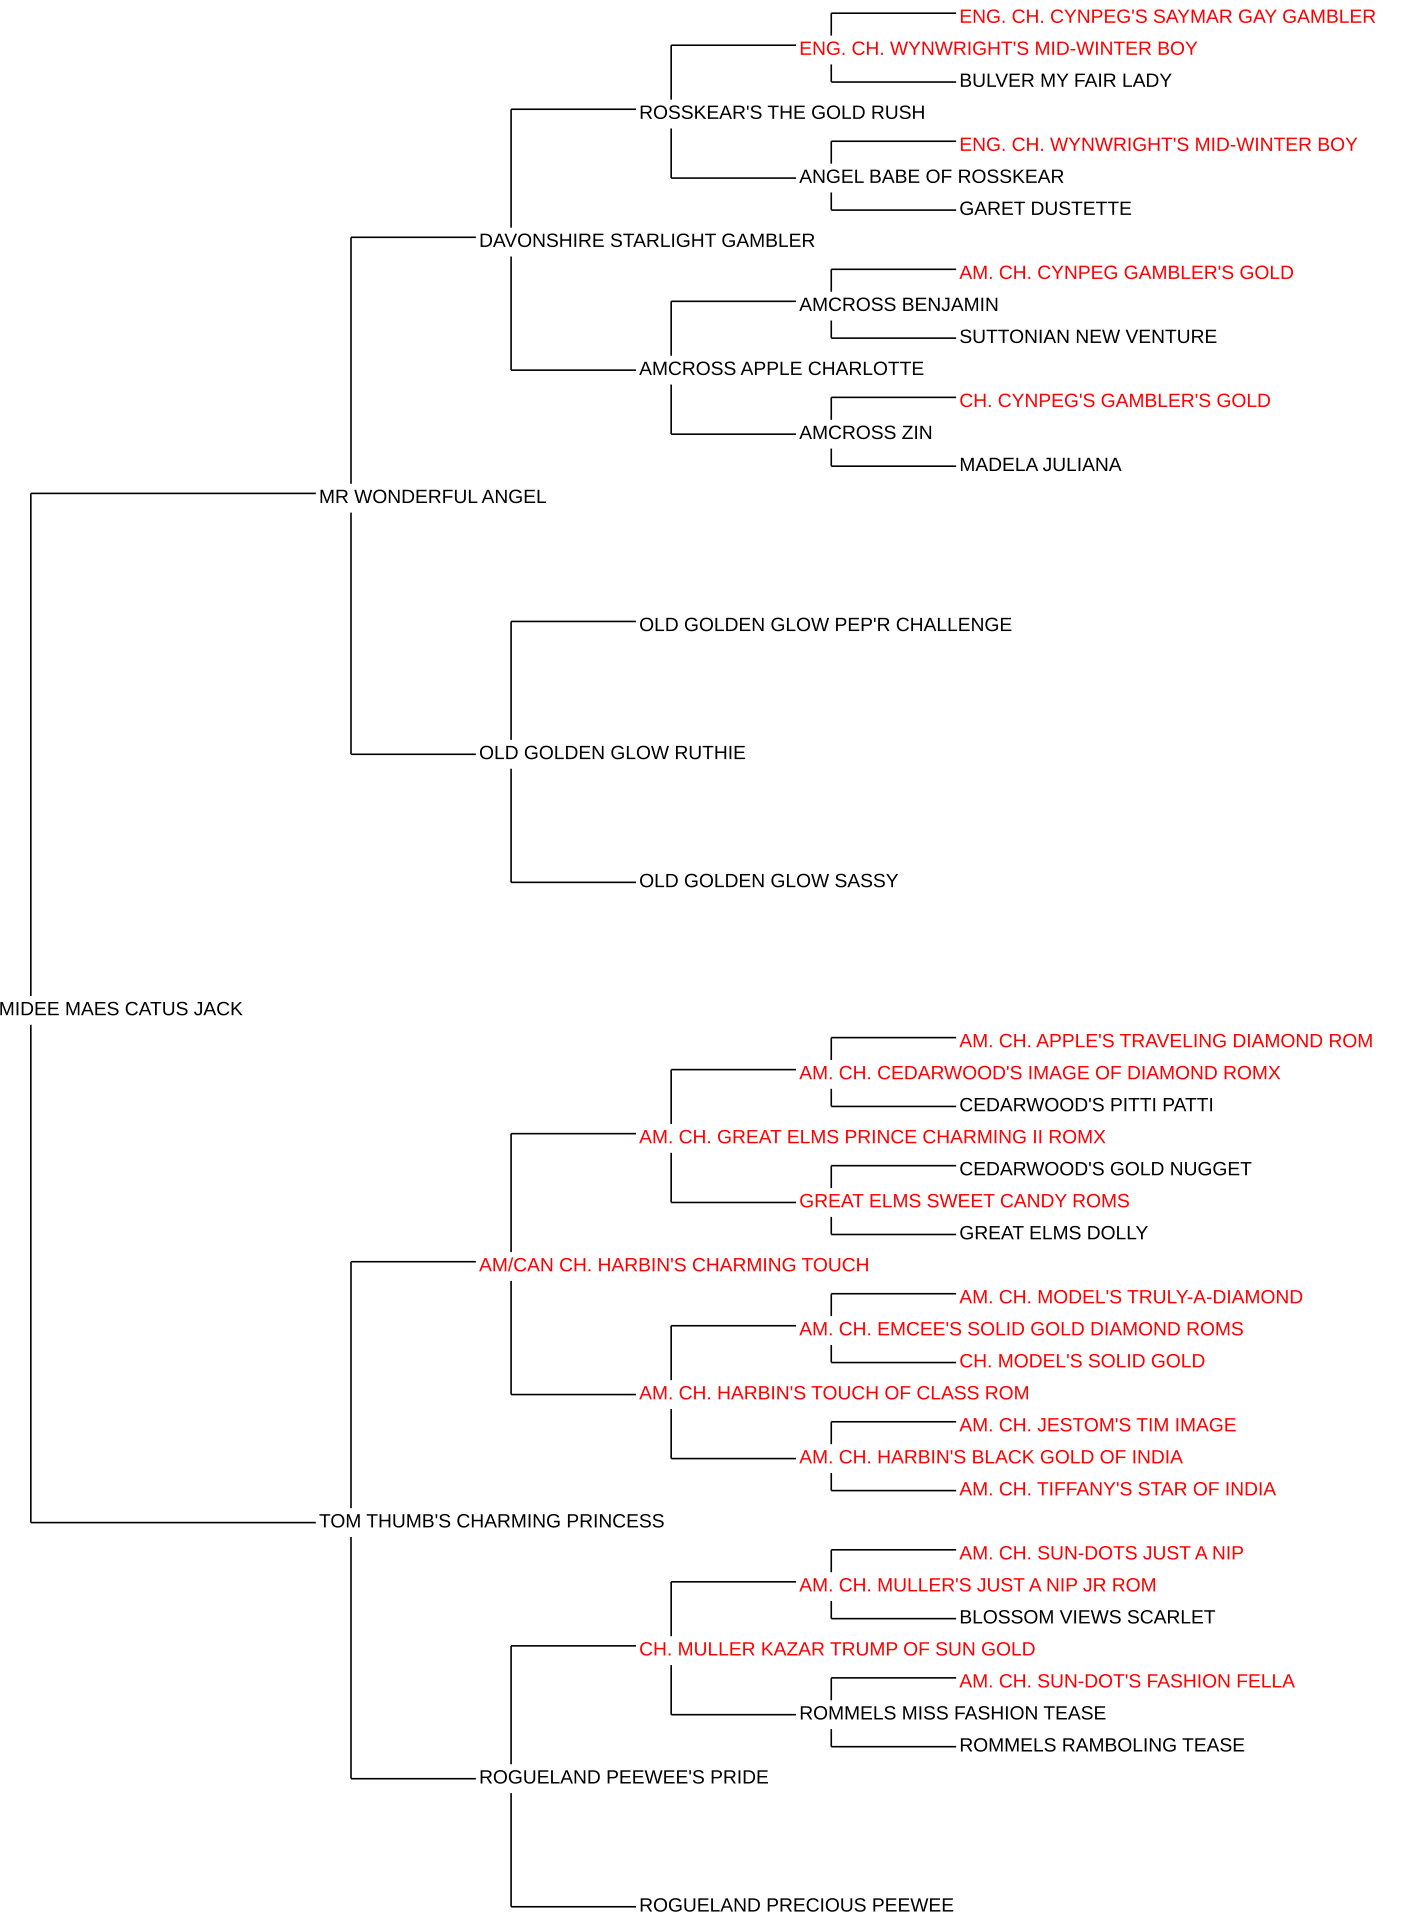 ENG. CH. CYNPEG'S SAYMAR GAY GAMBLER
ENG. CH. WYNWRIGHT'S MID-WINTER BOY
BULVER MY FAIR LADY
ROSSKEAR'S THE GOLD RUSH
ENG. CH. WYNWRIGHT'S MID-WINTER BOY
ANGEL BABE OF ROSSKEAR
GARET DUSTETTE
DAVONSHIRE STARLIGHT GAMBLER
AM. CH. CYNPEG GAMBLER'S GOLD
AMCROSS BENJAMIN
SUTTONIAN NEW VENTURE
AMCROSS APPLE CHARLOTTE
CH. CYNPEG'S GAMBLER'S GOLD
AMCROSS ZIN
MADELA JULIANA
MR WONDERFUL ANGEL
OLD GOLDEN GLOW PEP'R CHALLENGE
OLD GOLDEN GLOW RUTHIE
OLD GOLDEN GLOW SASSY
MIDEE MAES CATUS JACK
AM. CH. APPLE'S TRAVELING DIAMOND ROM
AM. CH. CEDARWOOD'S IMAGE OF DIAMOND ROMX
CEDARWOOD'S PITTI PATTI
AM. CH. GREAT ELMS PRINCE CHARMING II ROMX
CEDARWOOD'S GOLD NUGGET
GREAT ELMS SWEET CANDY ROMS
GREAT ELMS DOLLY
AM/CAN CH. HARBIN'S CHARMING TOUCH
AM. CH. MODEL'S TRULY-A-DIAMOND
AM. CH. EMCEE'S SOLID GOLD DIAMOND ROMS
CH. MODEL'S SOLID GOLD
AM. CH. HARBIN'S TOUCH OF CLASS ROM
AM. CH. JESTOM'S TIM IMAGE
AM. CH. HARBIN'S BLACK GOLD OF INDIA
AM. CH. TIFFANY'S STAR OF INDIA
TOM THUMB'S CHARMING PRINCESS
AM. CH. SUN-DOTS JUST A NIP
AM. CH. MULLER'S JUST A NIP JR ROM
BLOSSOM VIEWS SCARLET
CH. MULLER KAZAR TRUMP OF SUN GOLD
AM. CH. SUN-DOT'S FASHION FELLA
ROMMELS MISS FASHION TEASE
ROMMELS RAMBOLING TEASE
ROGUELAND PEEWEE'S PRIDE
ROGUELAND PRECIOUS PEEWEE